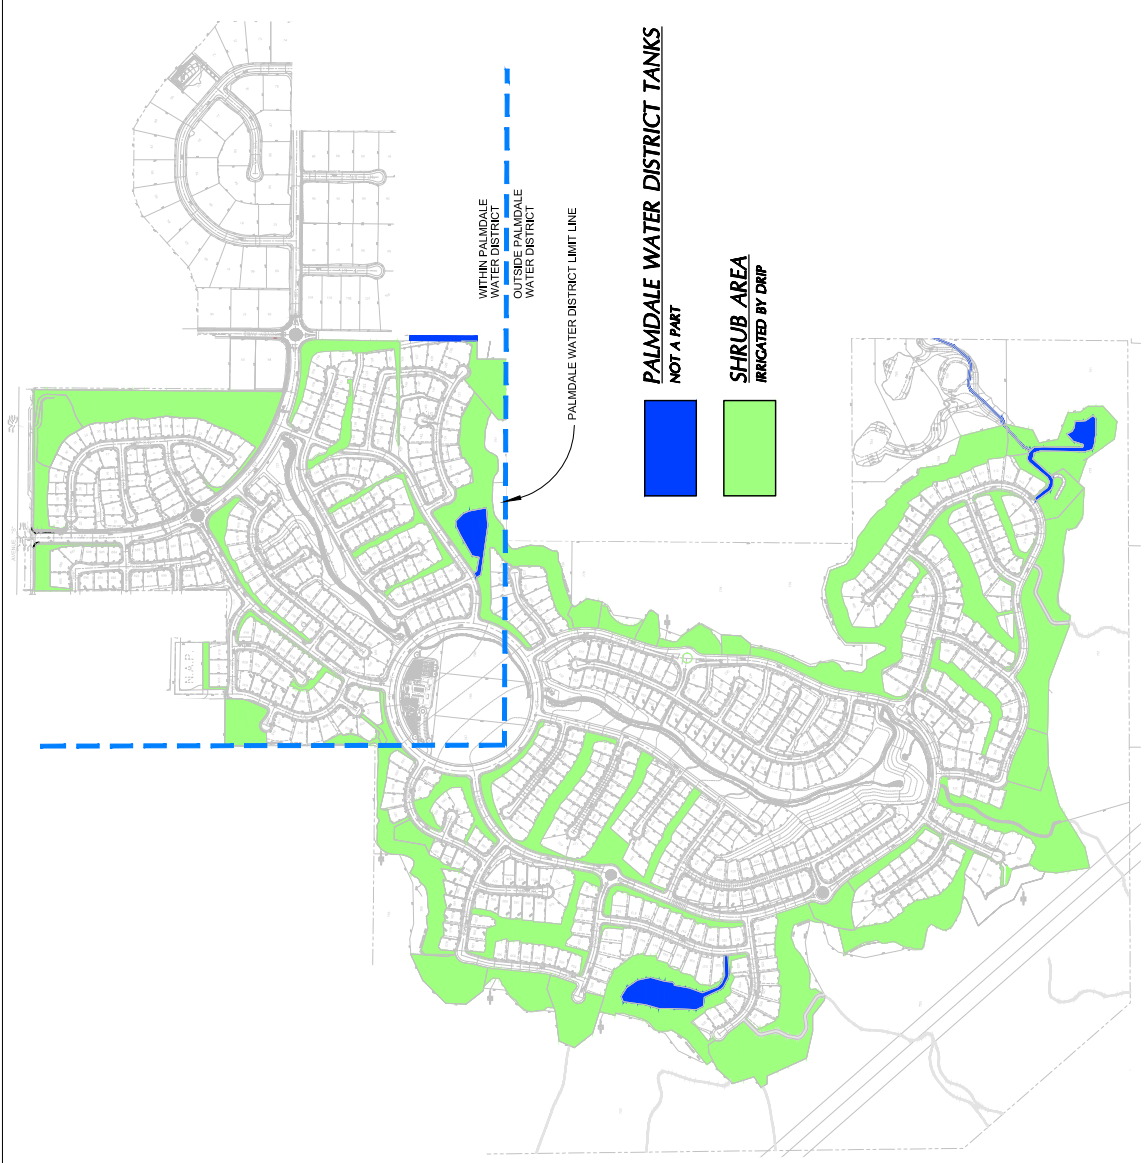 WITHIN PALMDALE
WATER DISTRICT
OUTSIDE PALMDALE
WATER DISTRICT
PALMDALE WATER DISTRICT LIMIT LINE
PALMDALE WATER DISTRICT TANKS
NOT A PART
SHRUB AREA
IRRIGATED BY DRIP
N.A.P.